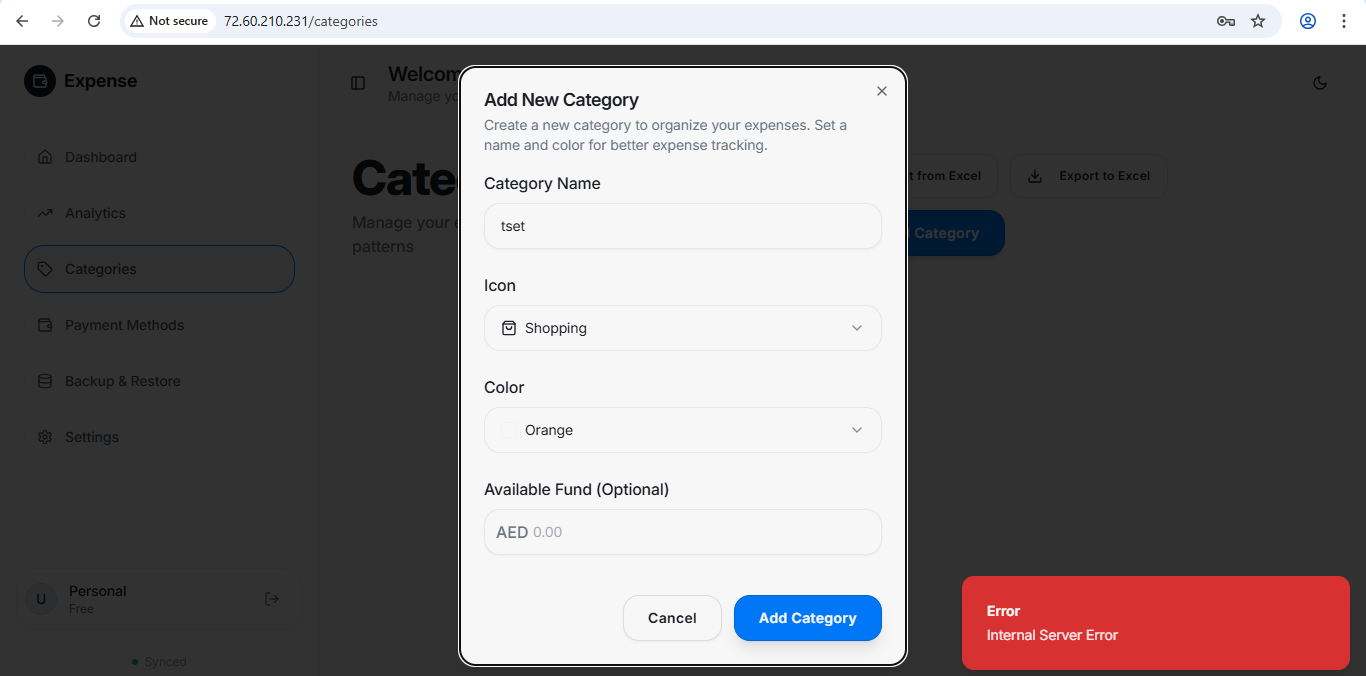 Not secure 72.60.210.231/categories
Expense
Welcom
Manage yo
Dashboard
Analytics
Categories
Payment Methods
Backup & Restore
Settings
Cate
Manage your e
patterns
t from Excel
Export to Excel
Category
Add New Category
Create a new category to organize your expenses. Set a
name and color for better expense tracking.
Category Name
tset
Icon
Shopping
Color
Orange
Available Fund (Optional)
AED 0.00
Cancel
Add Category
U
Personal
Free
Synced
Error
Internal Server Error